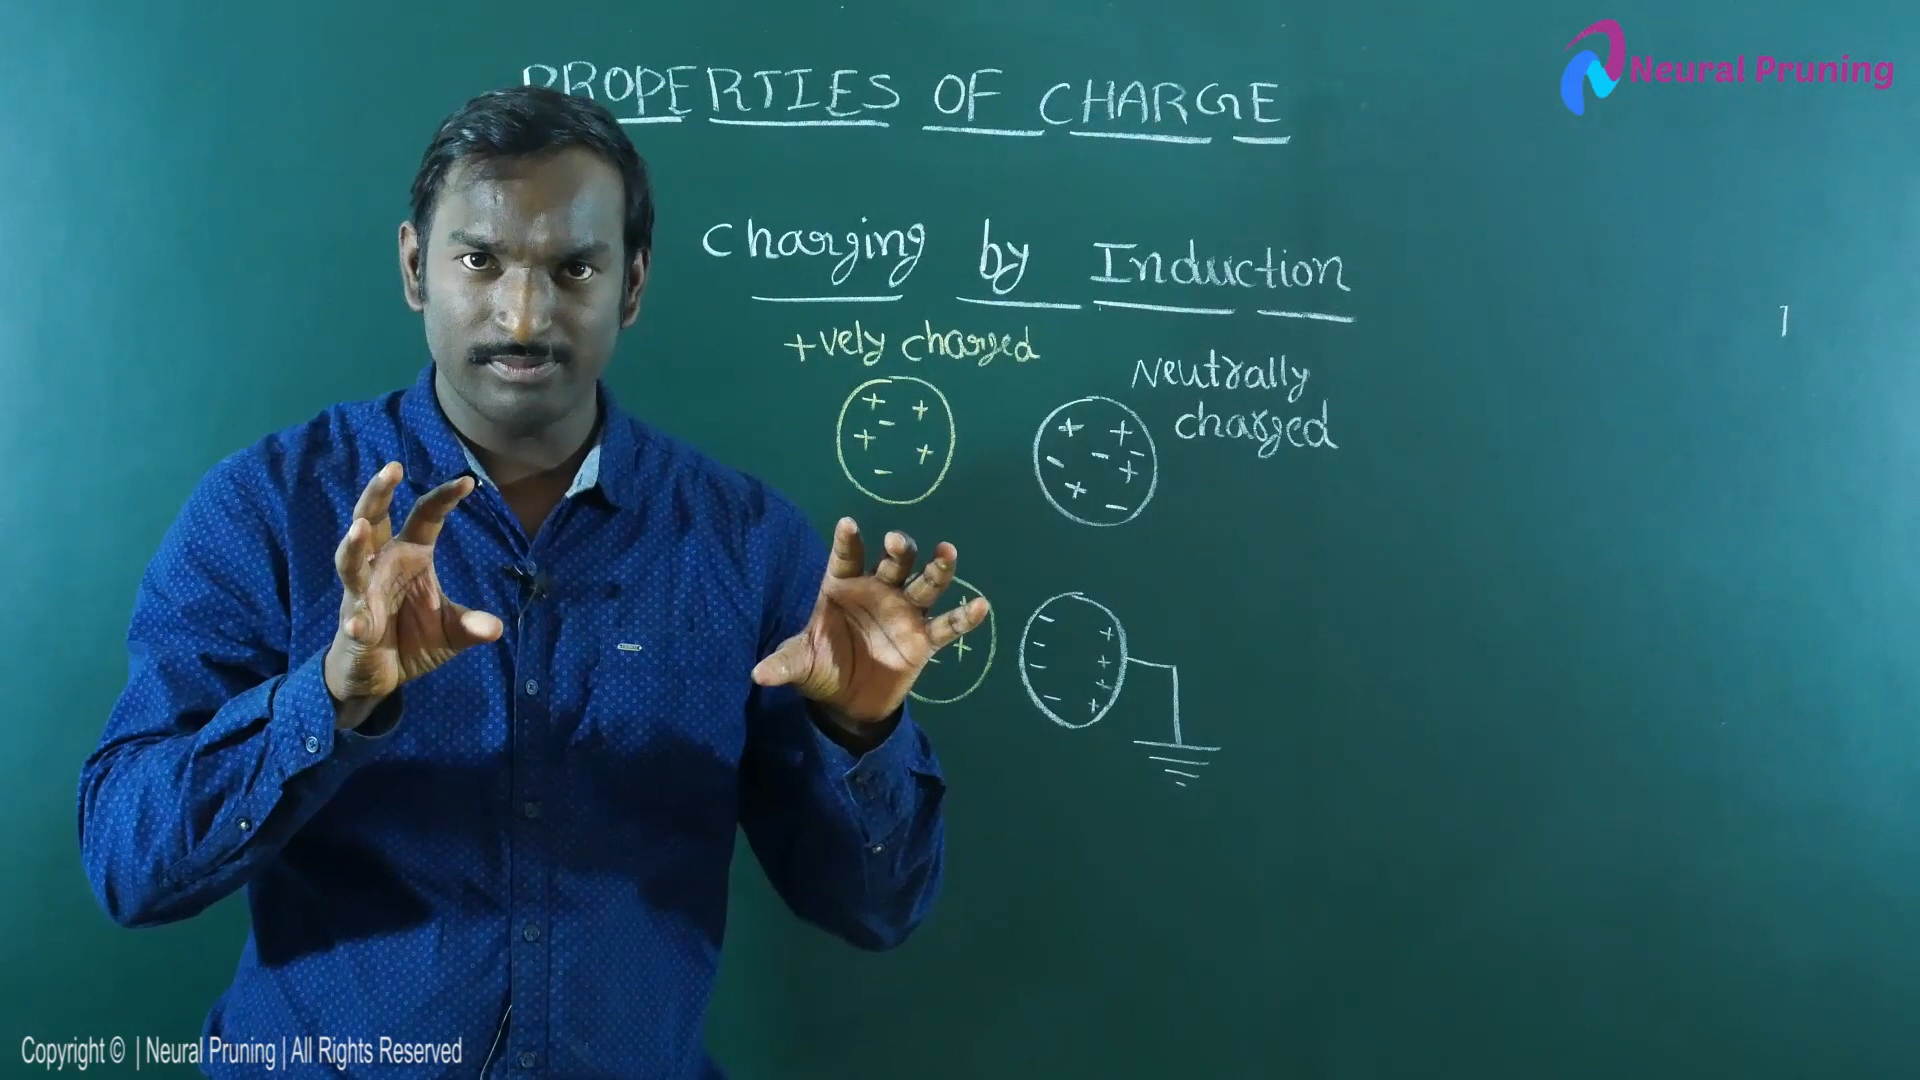 Neural Pruning
PROPERTIES OF CHARGE
Charging by Induction
+vely charged
Neutrally
charged
+ +
-
+ +
-
+ +
- - -
+
+ -
+
+
-
-
-
-
-
+
+
+
+
Copyright © | Neural Pruning | All Rights Reserved